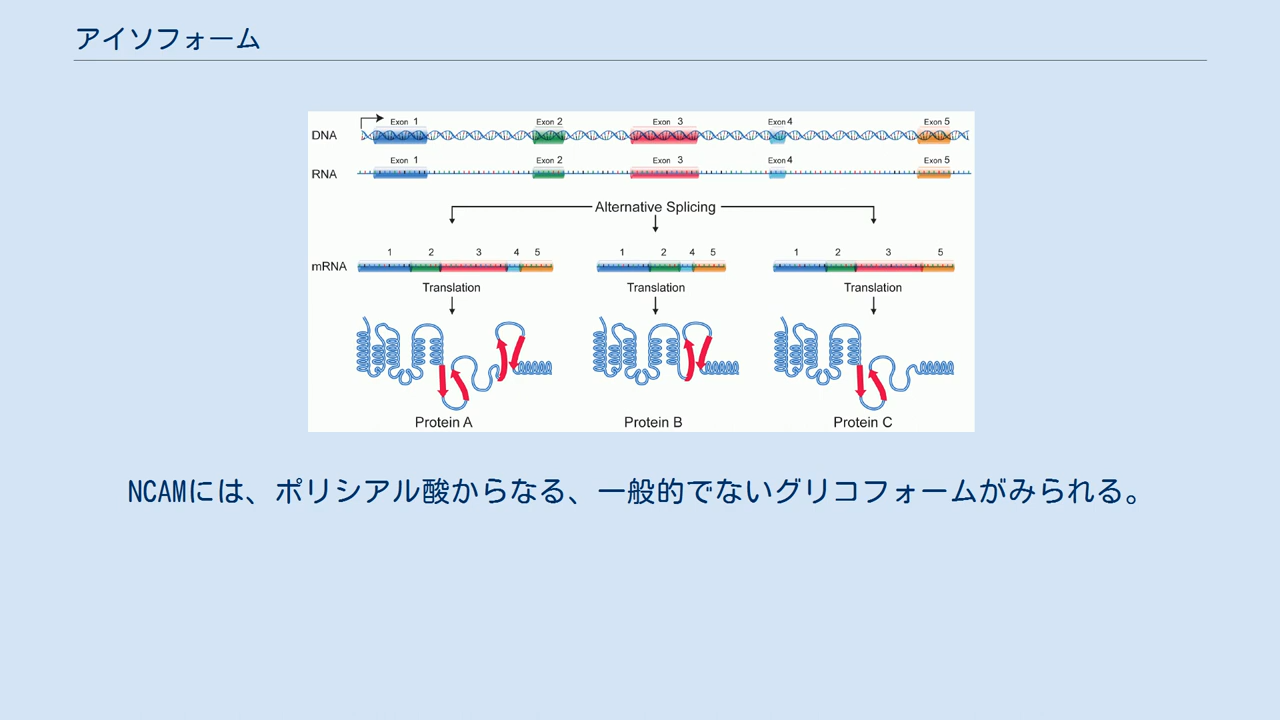 アイソフォーム
Exon 1 Exon 2 Exon 3 Exon 4 Exon 5
DNA
Exon 1 Exon 2 Exon 3 Exon 4 Exon 5
RNA
Alternative Splicing
1 2 3 4 5 1 2 4 5 1 2 3 5
mRNA
Translation Translation Translation
Protein A Protein B Protein C
NCAMには、ポリシアル酸からなる、一般的でないグリコフォームがみられる。